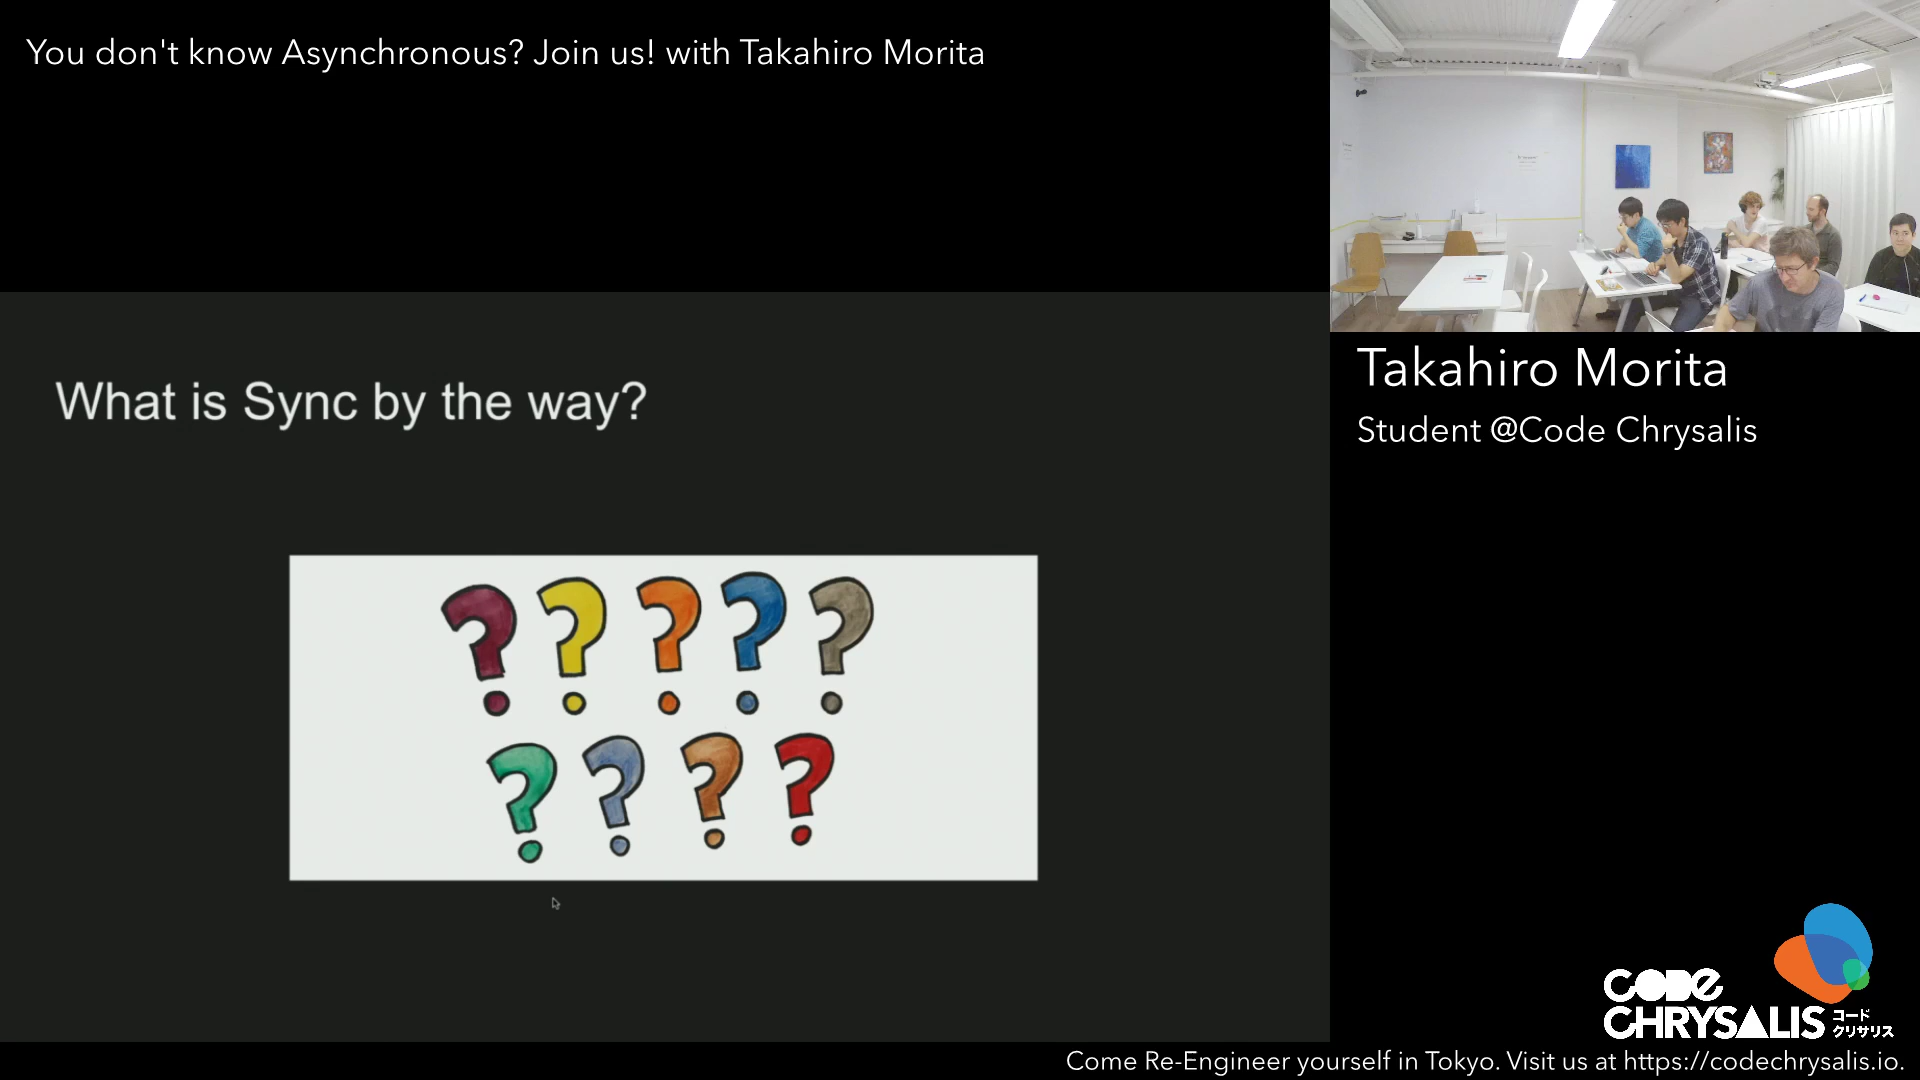 You don't know Asynchronous? Join us! with Takahiro Morita
What is Sync by the way?
? ? ? ? ?
? ? ? ?
Takahiro Morita
Student @Code Chrysalis
CODE
CHRYSALIS
コード
クリサリス
Come Re-Engineer yourself in Tokyo. Visit us at https://codechrysalis.io.